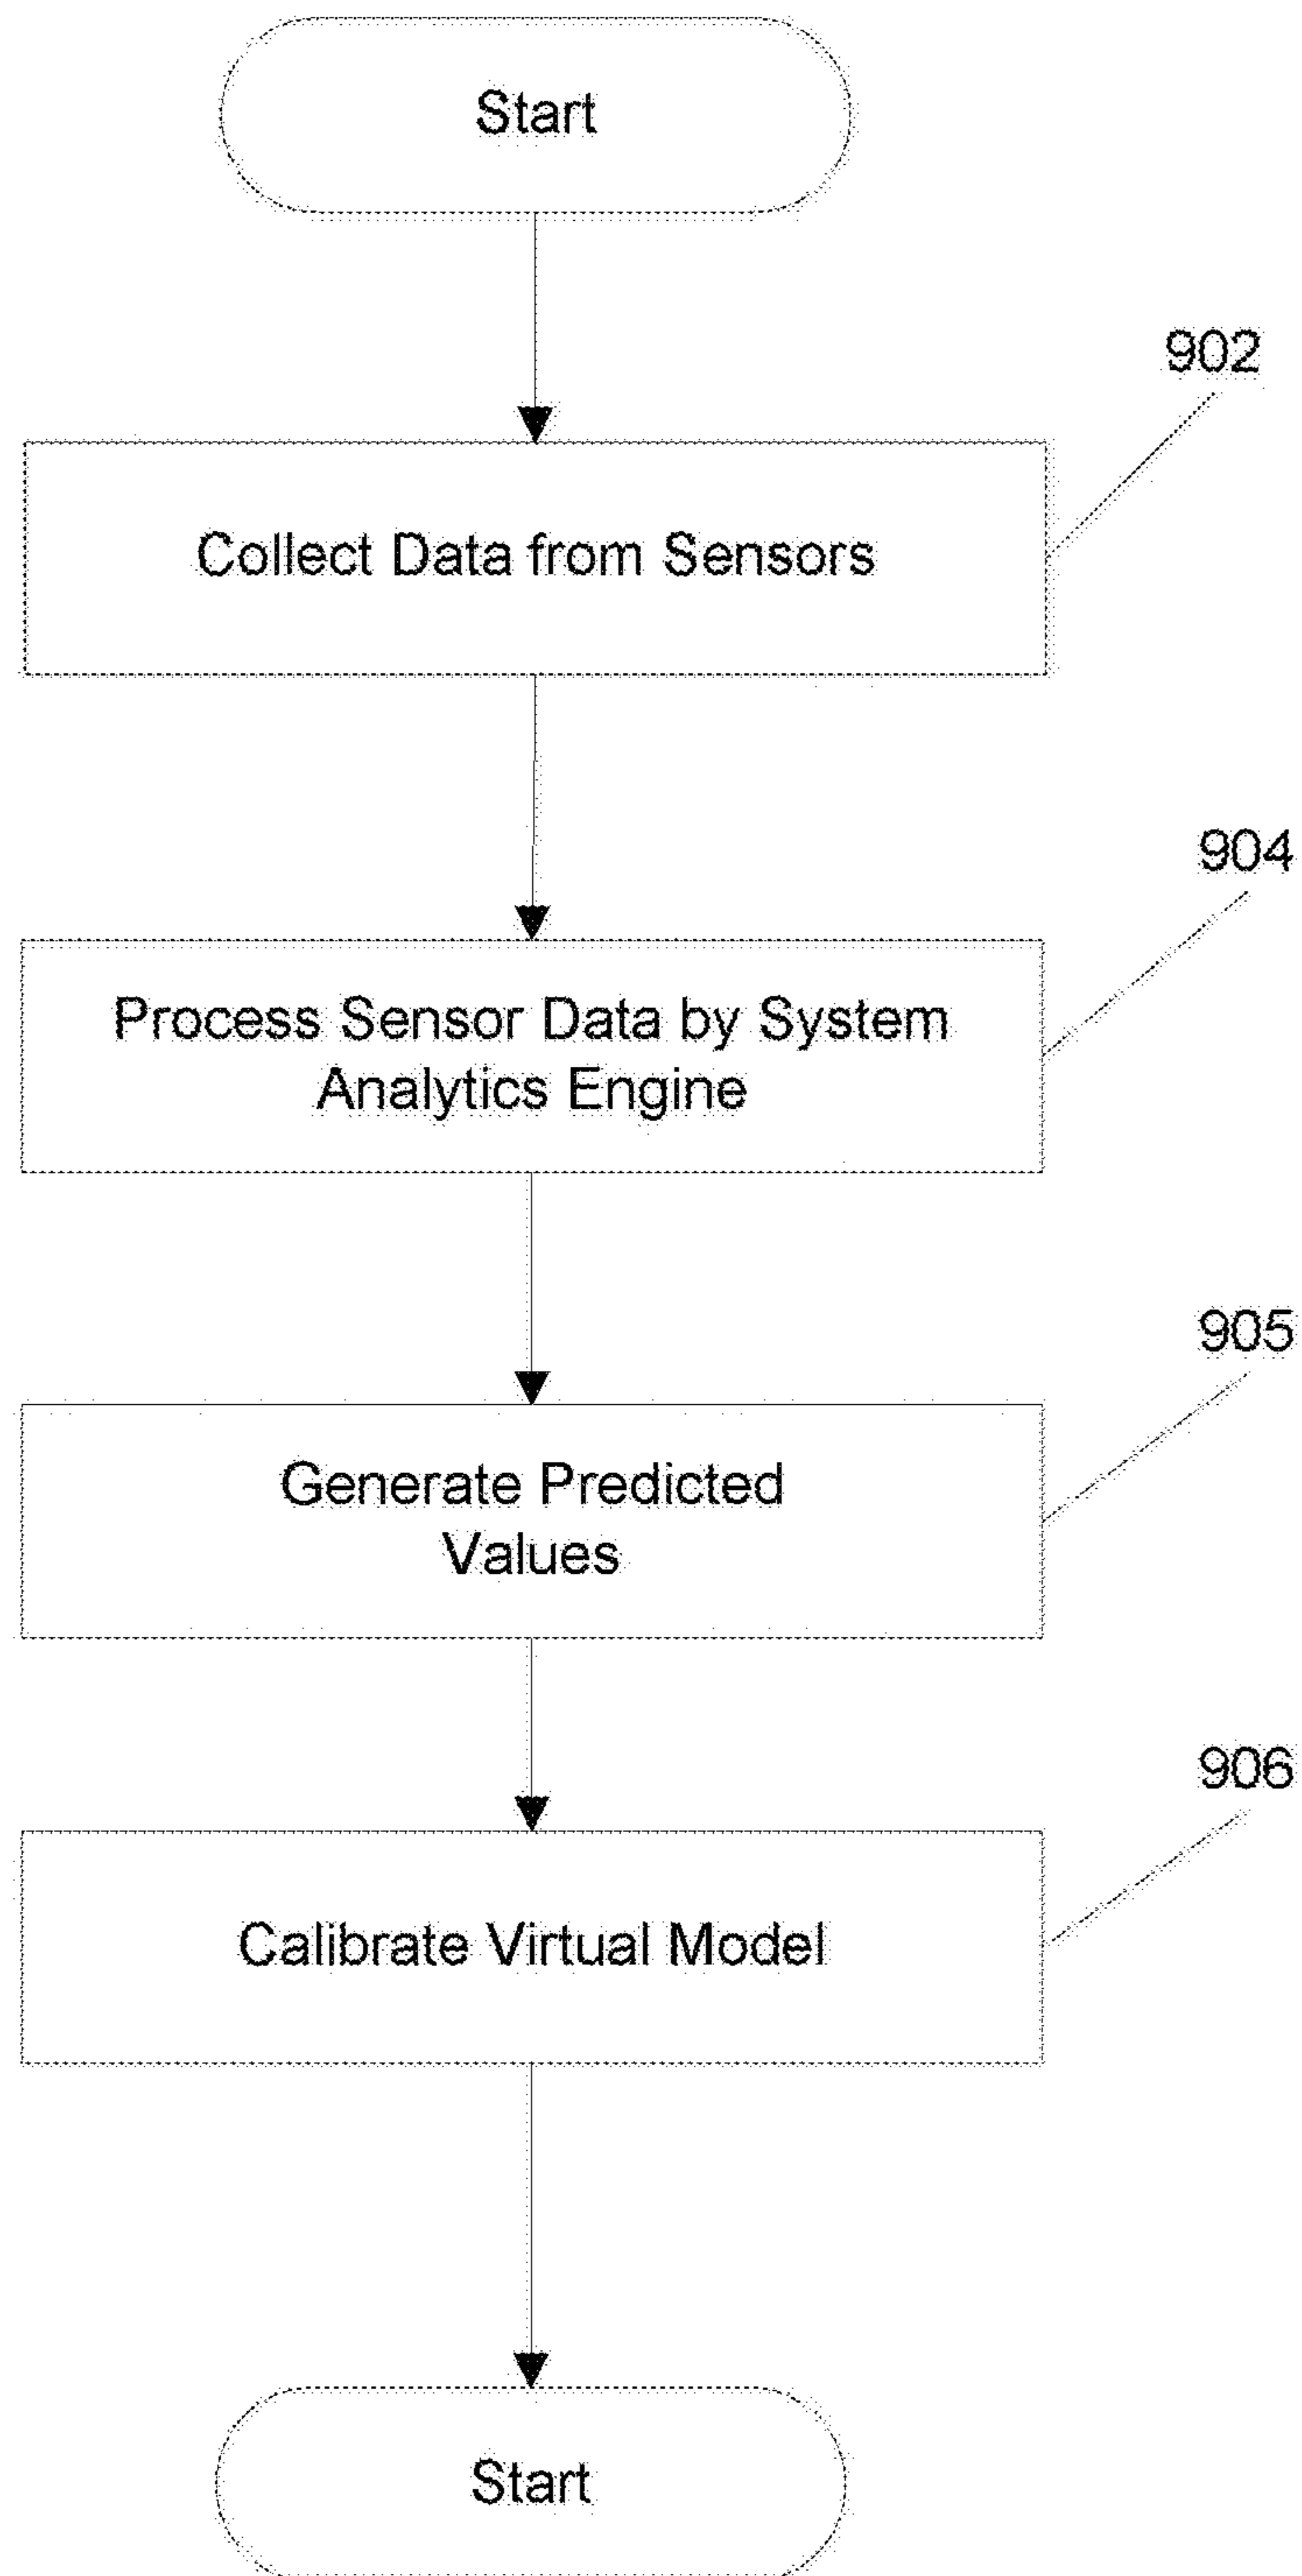 Start
902
Collect Data from Sensors
904
Process Sensor Data by System
Analytics Engine
905
Generate Predicted
Values
906
Calibrate Virtual Model
Start